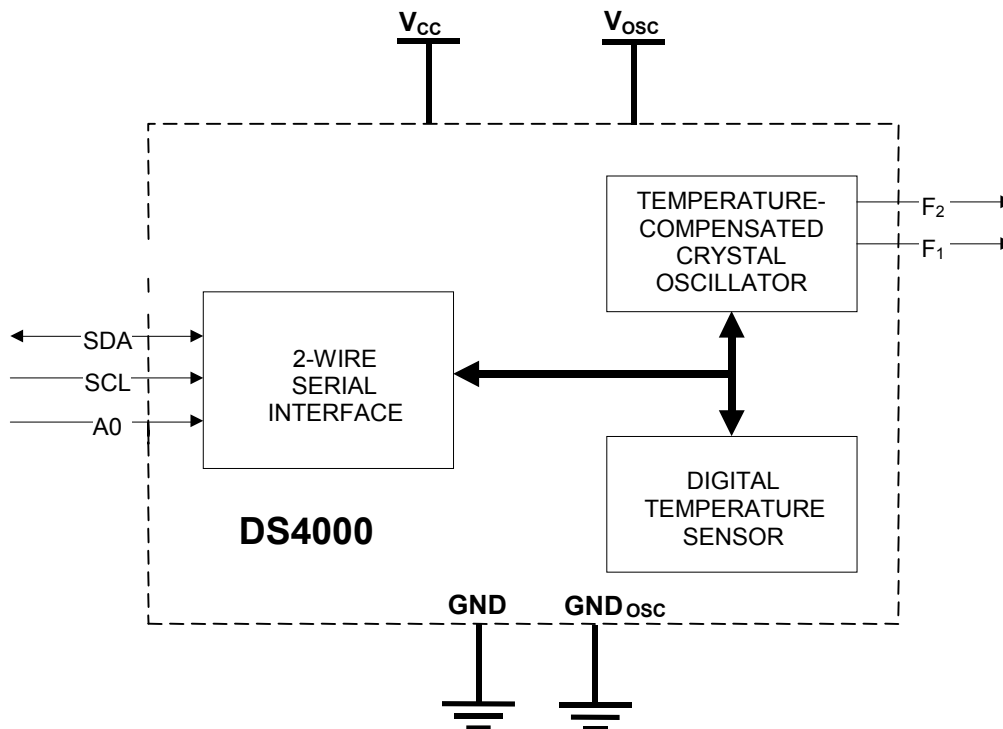 VCC
VOSC
TEMPERATURE-
COMPENSATED
CRYSTAL
OSCILLATOR
F2
F1
SDA
SCL
A0
2-WIRE
SERIAL
INTERFACE
DIGITAL
TEMPERATURE
SENSOR
DS4000
GND
GNDOSC